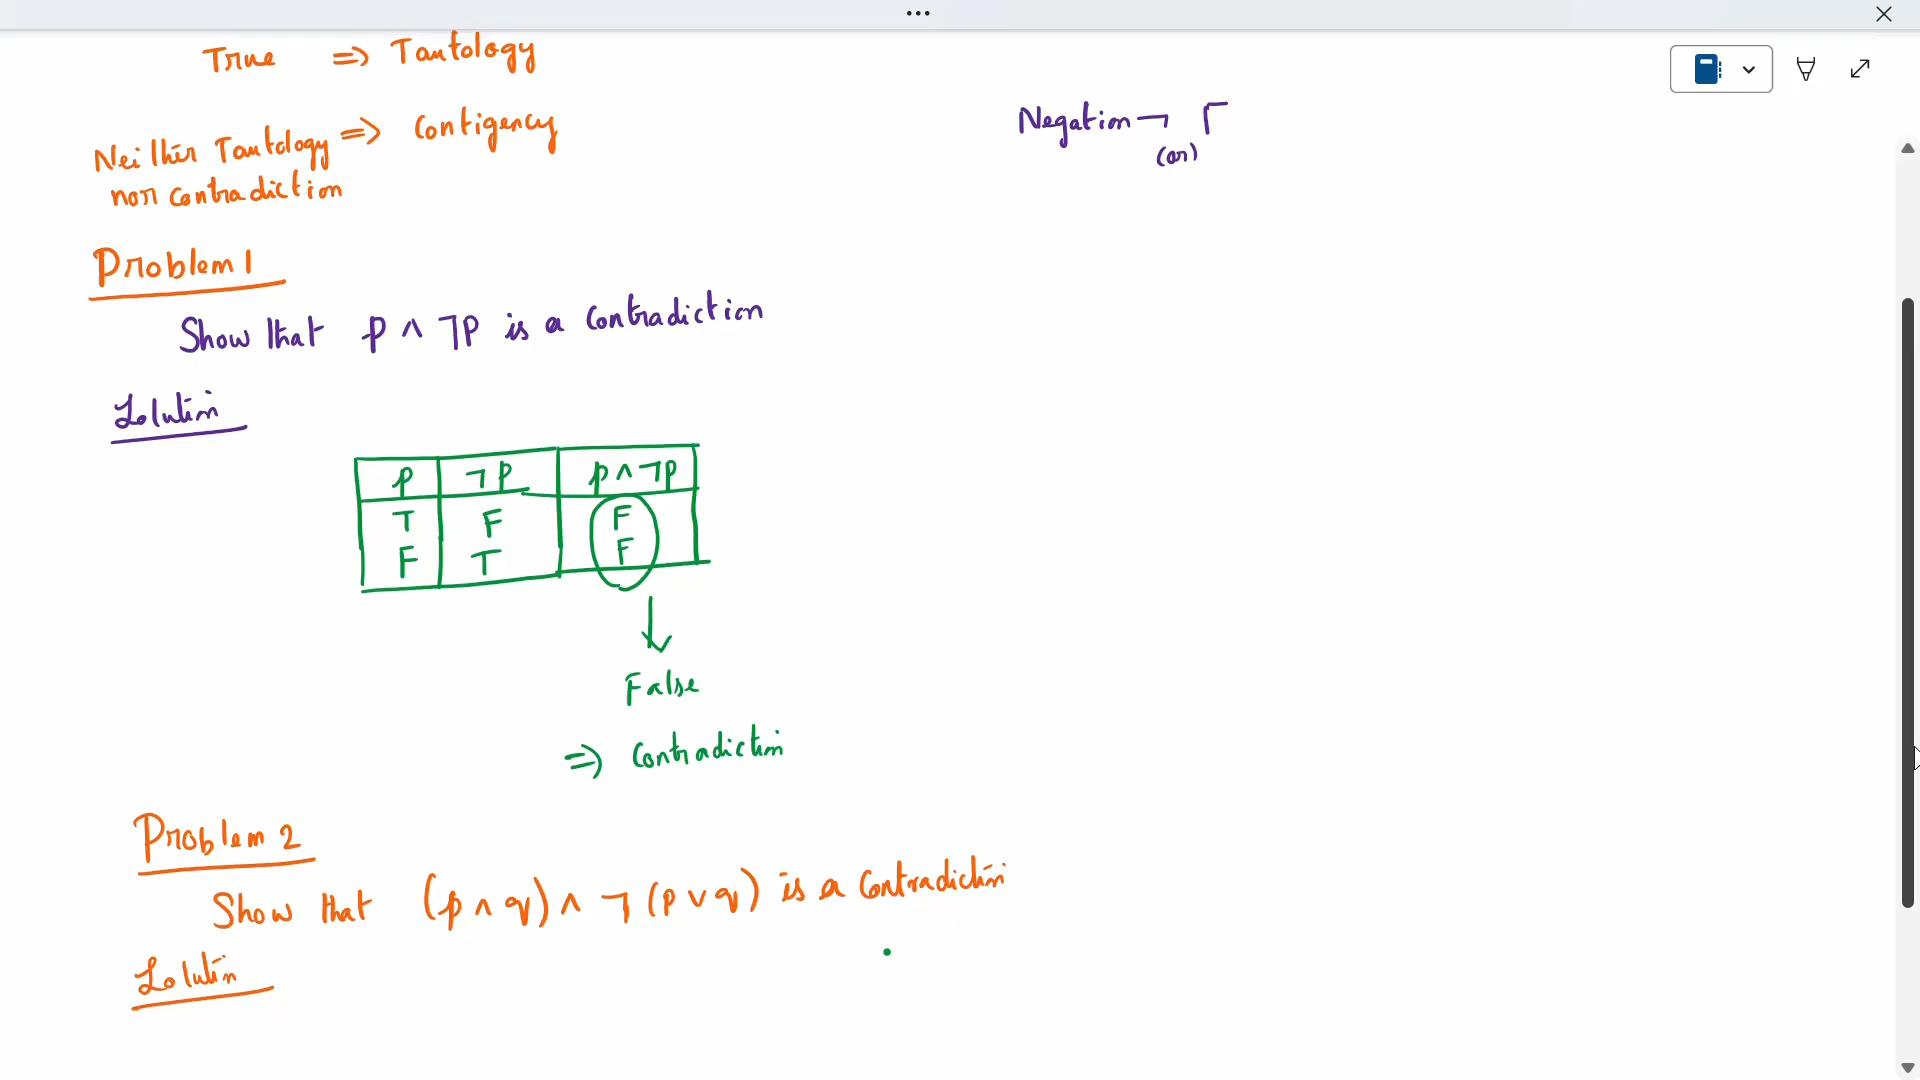 True ⇒ Tautology
Neither Tautology ⇒ Contigency
nor contradiction
Negation → Γ
(or)
Problem 1
Show that p ∧ ¬p is a contradiction
Solution
p ¬p p∧¬p
T F F
F T F
False
⇒ Contradiction
Problem 2
Show that (p ∧ q) ∧ ¬(p ∨ q) is a contradiction
Solution